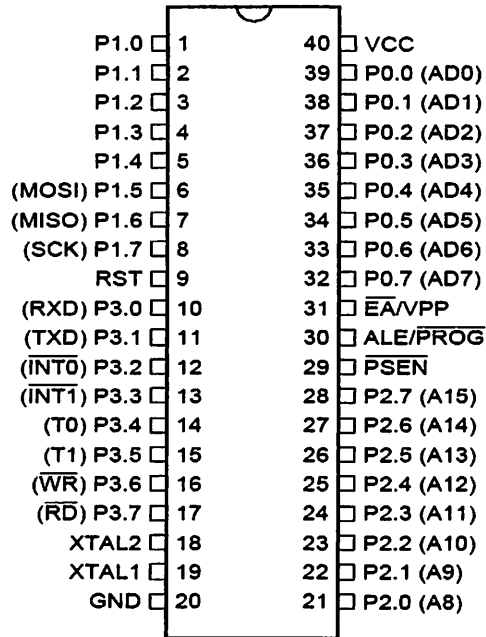 P1.0 1 40 VCC
P1.1 2 39 P0.0 (AD0)
P1.2 3 38 P0.1 (AD1)
P1.3 4 37 P0.2 (AD2)
P1.4 5 36 P0.3 (AD3)
(MOSI) P1.5 6 35 P0.4 (AD4)
(MISO) P1.6 7 34 P0.5 (AD5)
(SCK) P1.7 8 33 P0.6 (AD6)
RST 9 32 P0.7 (AD7)
(RXD) P3.0 10 31 E̅A̅/VPP
(TXD) P3.1 11 30 ALE/P̅R̅O̅G̅
(I̅N̅T̅0̅) P3.2 12 29 P̅S̅E̅N̅
(I̅N̅T̅1̅) P3.3 13 28 P2.7 (A15)
(T0) P3.4 14 27 P2.6 (A14)
(T1) P3.5 15 26 P2.5 (A13)
(W̅R̅) P3.6 16 25 P2.4 (A12)
(R̅D̅) P3.7 17 24 P2.3 (A11)
XTAL2 18 23 P2.2 (A10)
XTAL1 19 22 P2.1 (A9)
GND 20 21 P2.0 (A8)